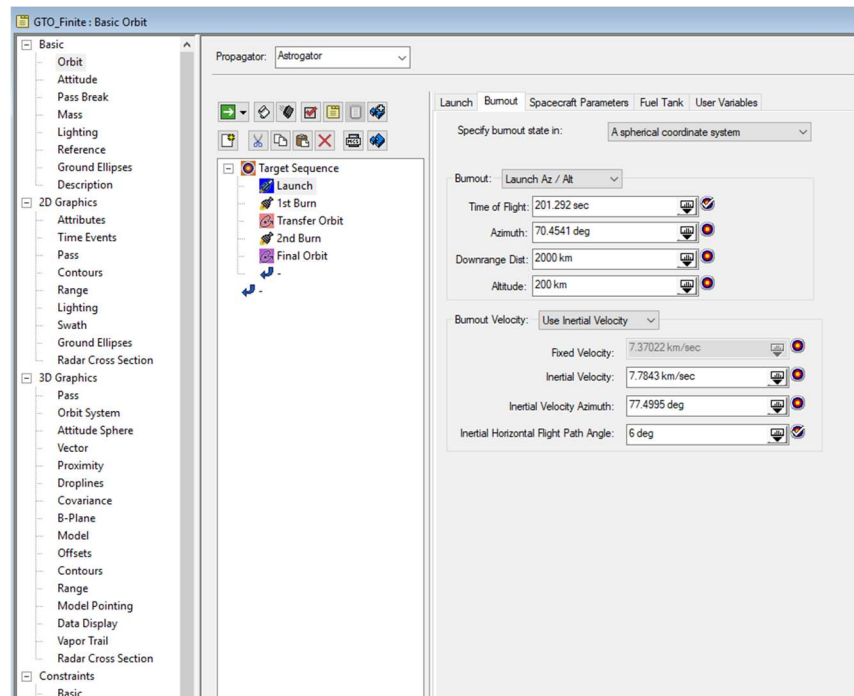 GTO_Finite : Basic Orbit
Basic
Orbit
Attitude
Pass Break
Mass
Lighting
Reference
Ground Ellipses
Description
2D Graphics
Attributes
Time Events
Pass
Contours
Range
Lighting
Swath
Ground Ellipses
Radar Cross Section
3D Graphics
Pass
Orbit System
Attitude Sphere
Vector
Proximity
Droplines
Covariance
B-Plane
Model
Offsets
Contours
Range
Model Pointing
Data Display
Vapor Trail
Radar Cross Section
Constraints
Basic
Propagator: Astrogator
Target Sequence
Launch
1st Burn
Transfer Orbit
2nd Burn
Final Orbit
-
-
Launch Burnout Spacecraft Parameters Fuel Tank User Variables
Specify burnout state in: A spherical coordinate system
Burnout: Launch Az / Alt
Time of Flight: 201.292 sec
Azimuth: 70.4541 deg
Downrange Dist: 2000 km
Altitude: 200 km
Burnout Velocity: Use Inertial Velocity
Fixed Velocity: 7.37022 km/sec
Inertial Velocity: 7.7843 km/sec
Inertial Velocity Azimuth: 77.4995 deg
Inertial Horizontal Flight Path Angle: 6 deg